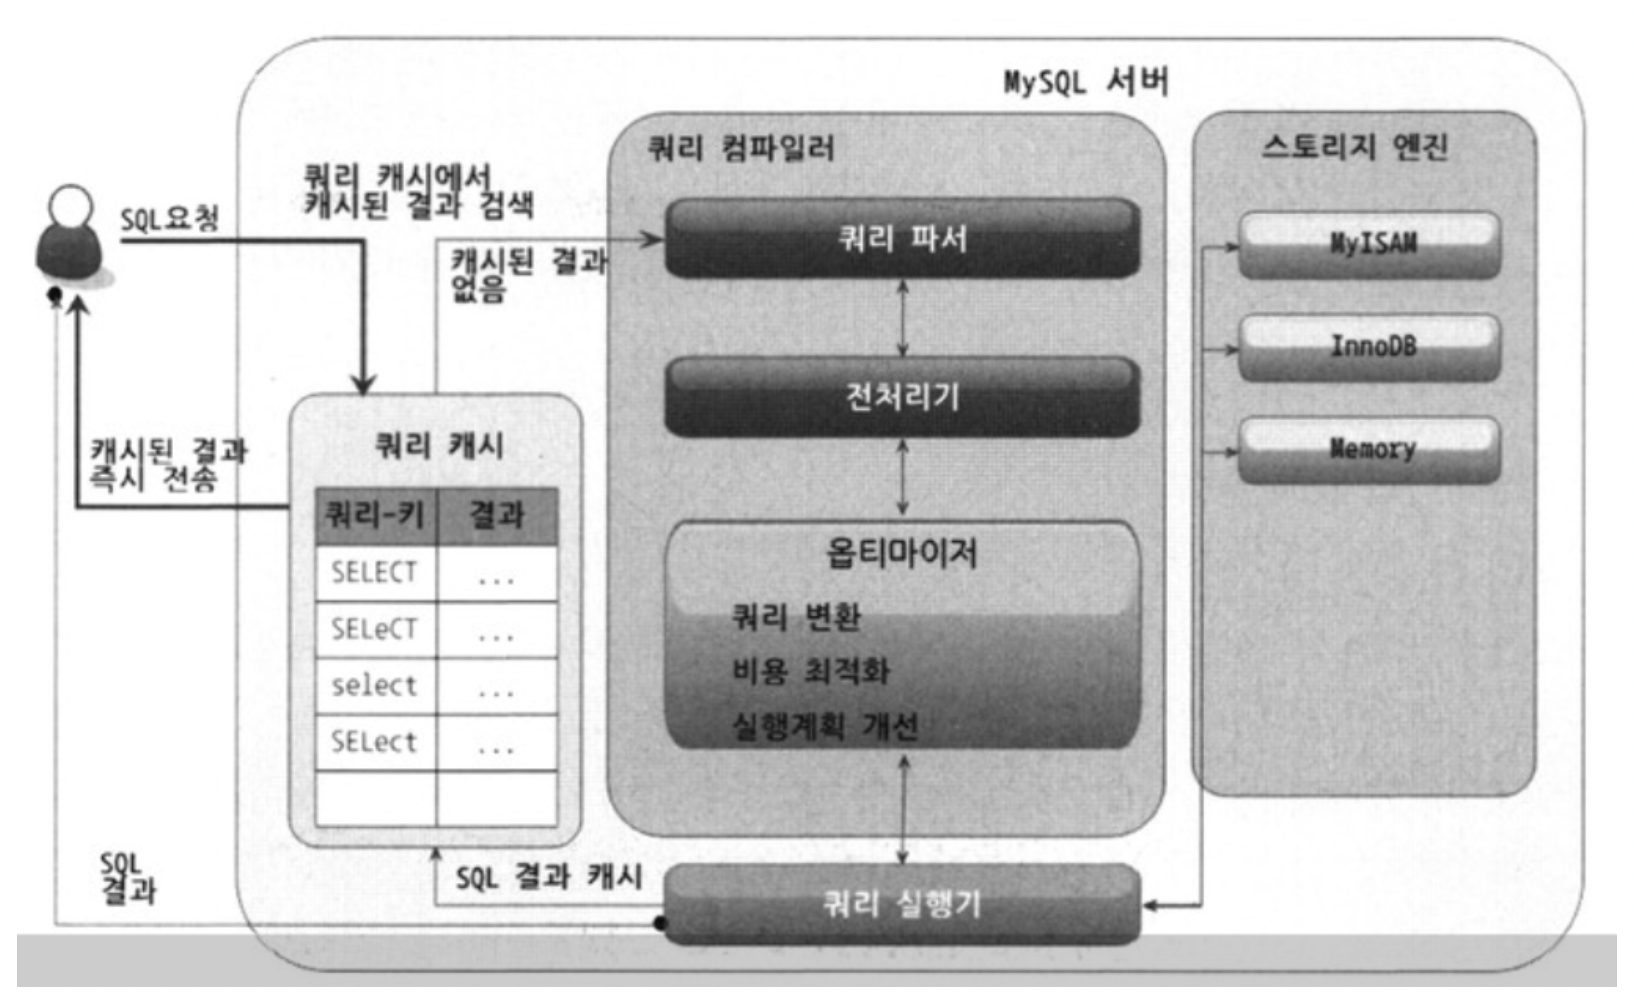 MySQL 서버
쿼리 컴파일러
스토리지 엔진
쿼리 캐시에서
캐시된 결과 검색
SQL요청
쿼리 파서
MyISAM
캐시된 결과
없음
InnoDB
전처리기
쿼리 캐시
Memory
캐시된 결과
즉시 전송
쿼리-키 결과
옵티마이저
SELECT ...
쿼리 변환
SELeCT ...
비용 최적화
select ...
실행계획 개선
SELect ...
SQL
결과
SQL 결과 캐시
쿼리 실행기